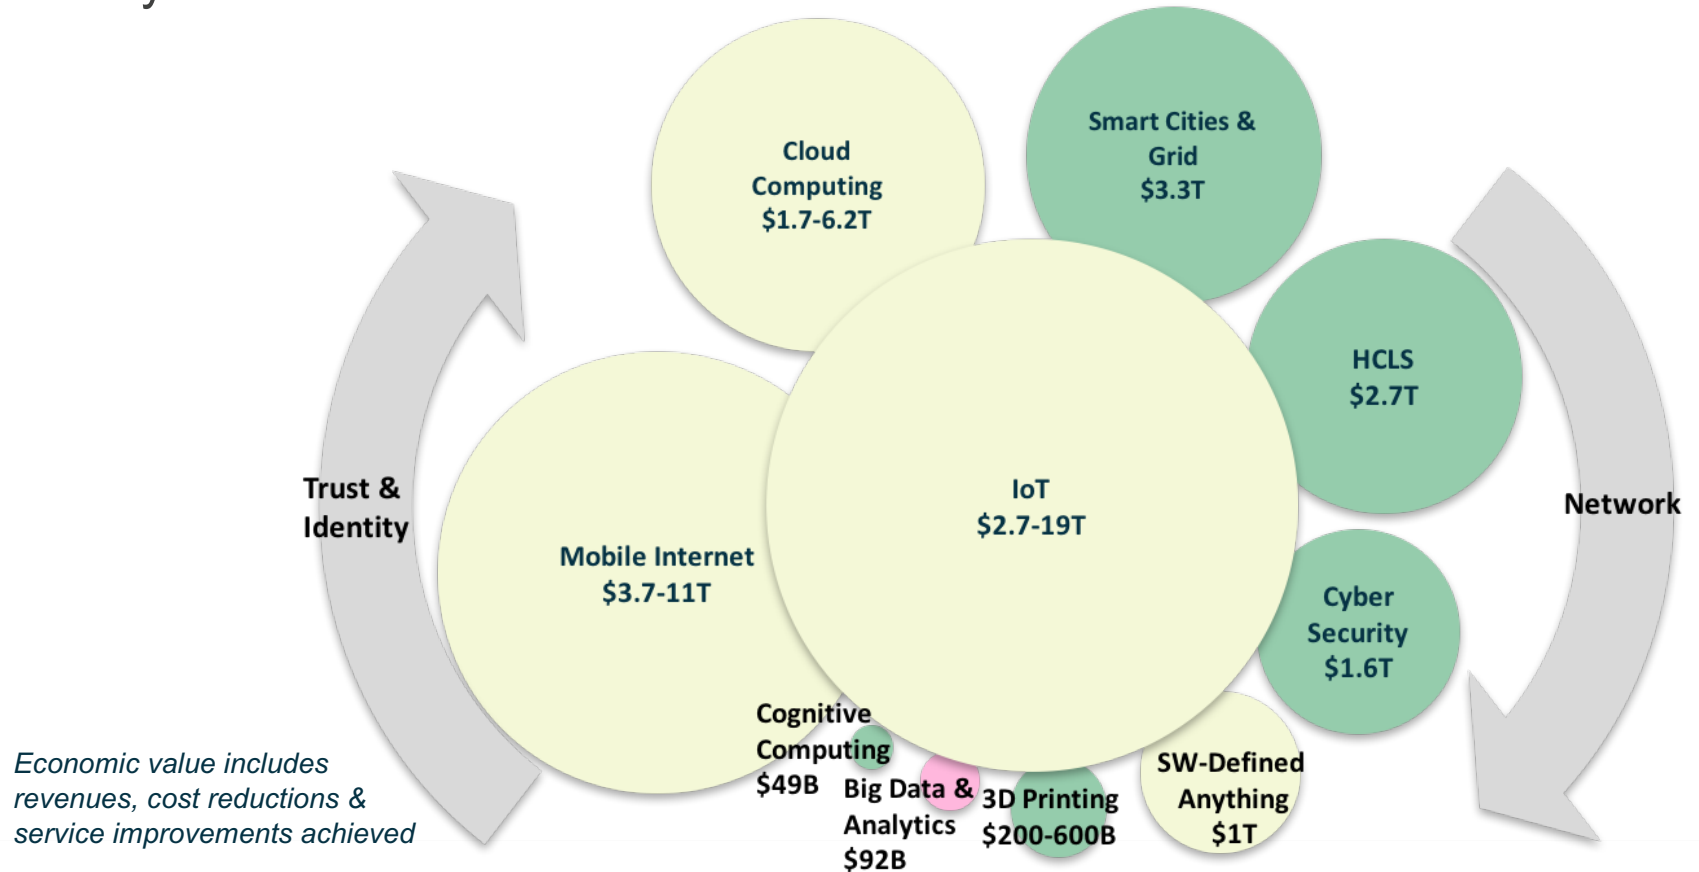 Cloud
Computing
$1.7-6.2T
Smart Cities &
Grid
$3.3T
HCLS
$2.7T
Trust &
Identity
IoT
$2.7-19T
Network
Mobile Internet
$3.7-11T
Cyber
Security
$1.6T
Cognitive
Computing
$49B
Big Data &
Analytics
$92B
3D Printing
$200-600B
SW-Defined
Anything
$1T
Economic value includes
revenues, cost reductions &
service improvements achieved